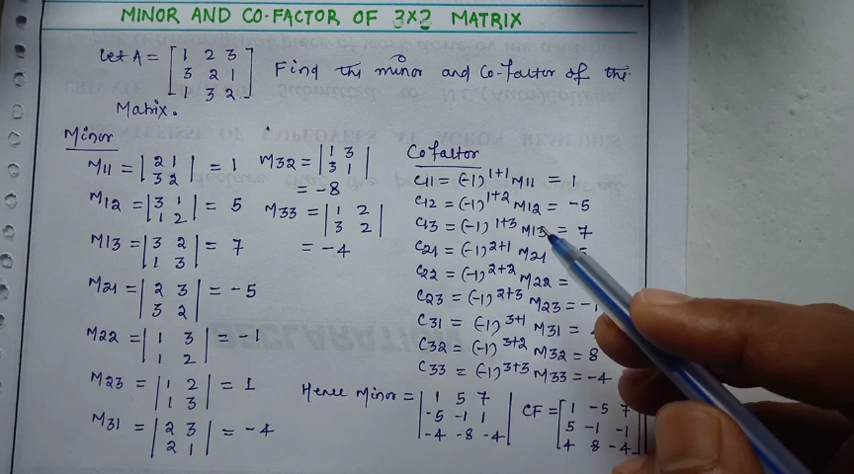 MINOR AND CO-FACTOR OF 3×3 MATRIX
Let A = [ 1 2 3
3 2 1
1 3 2 ] Find the minor and Co-factor of the
Matrix.
Minor
M11 = | 2 1
3 2 | = 1
M12 = | 3 1
1 2 | = 5
M13 = | 3 2
1 3 | = 7
M21 = | 2 3
3 2 | = -5
M22 = | 1 3
1 2 | = -1
M23 = | 1 2
1 3 | = 1
M31 = | 2 3
2 1 | = -4
M32 = | 1 3
3 1 |
= -8
M33 = | 1 2
3 2 |
= -4
Cofactor
C11 = (-1)^1+1 M11 = 1
C12 = (-1)^1+2 M12 = -5
C13 = (-1)^1+3 M13 = 7
C21 = (-1)^2+1 M21 5
C22 = (-1)^2+2 M22 =
C23 = (-1)^2+3 M23 = -1
C31 = (-1)^3+1 M31 =
C32 = (-1)^3+2 M32 = 8
C33 = (-1)^3+3 M33 = -4
Hence Minor = | 1 5 7
-5 -1 1
-4 -8 -4 |
CF = [ 1 -5 7
5 -1 -1
4 8 -4 ]